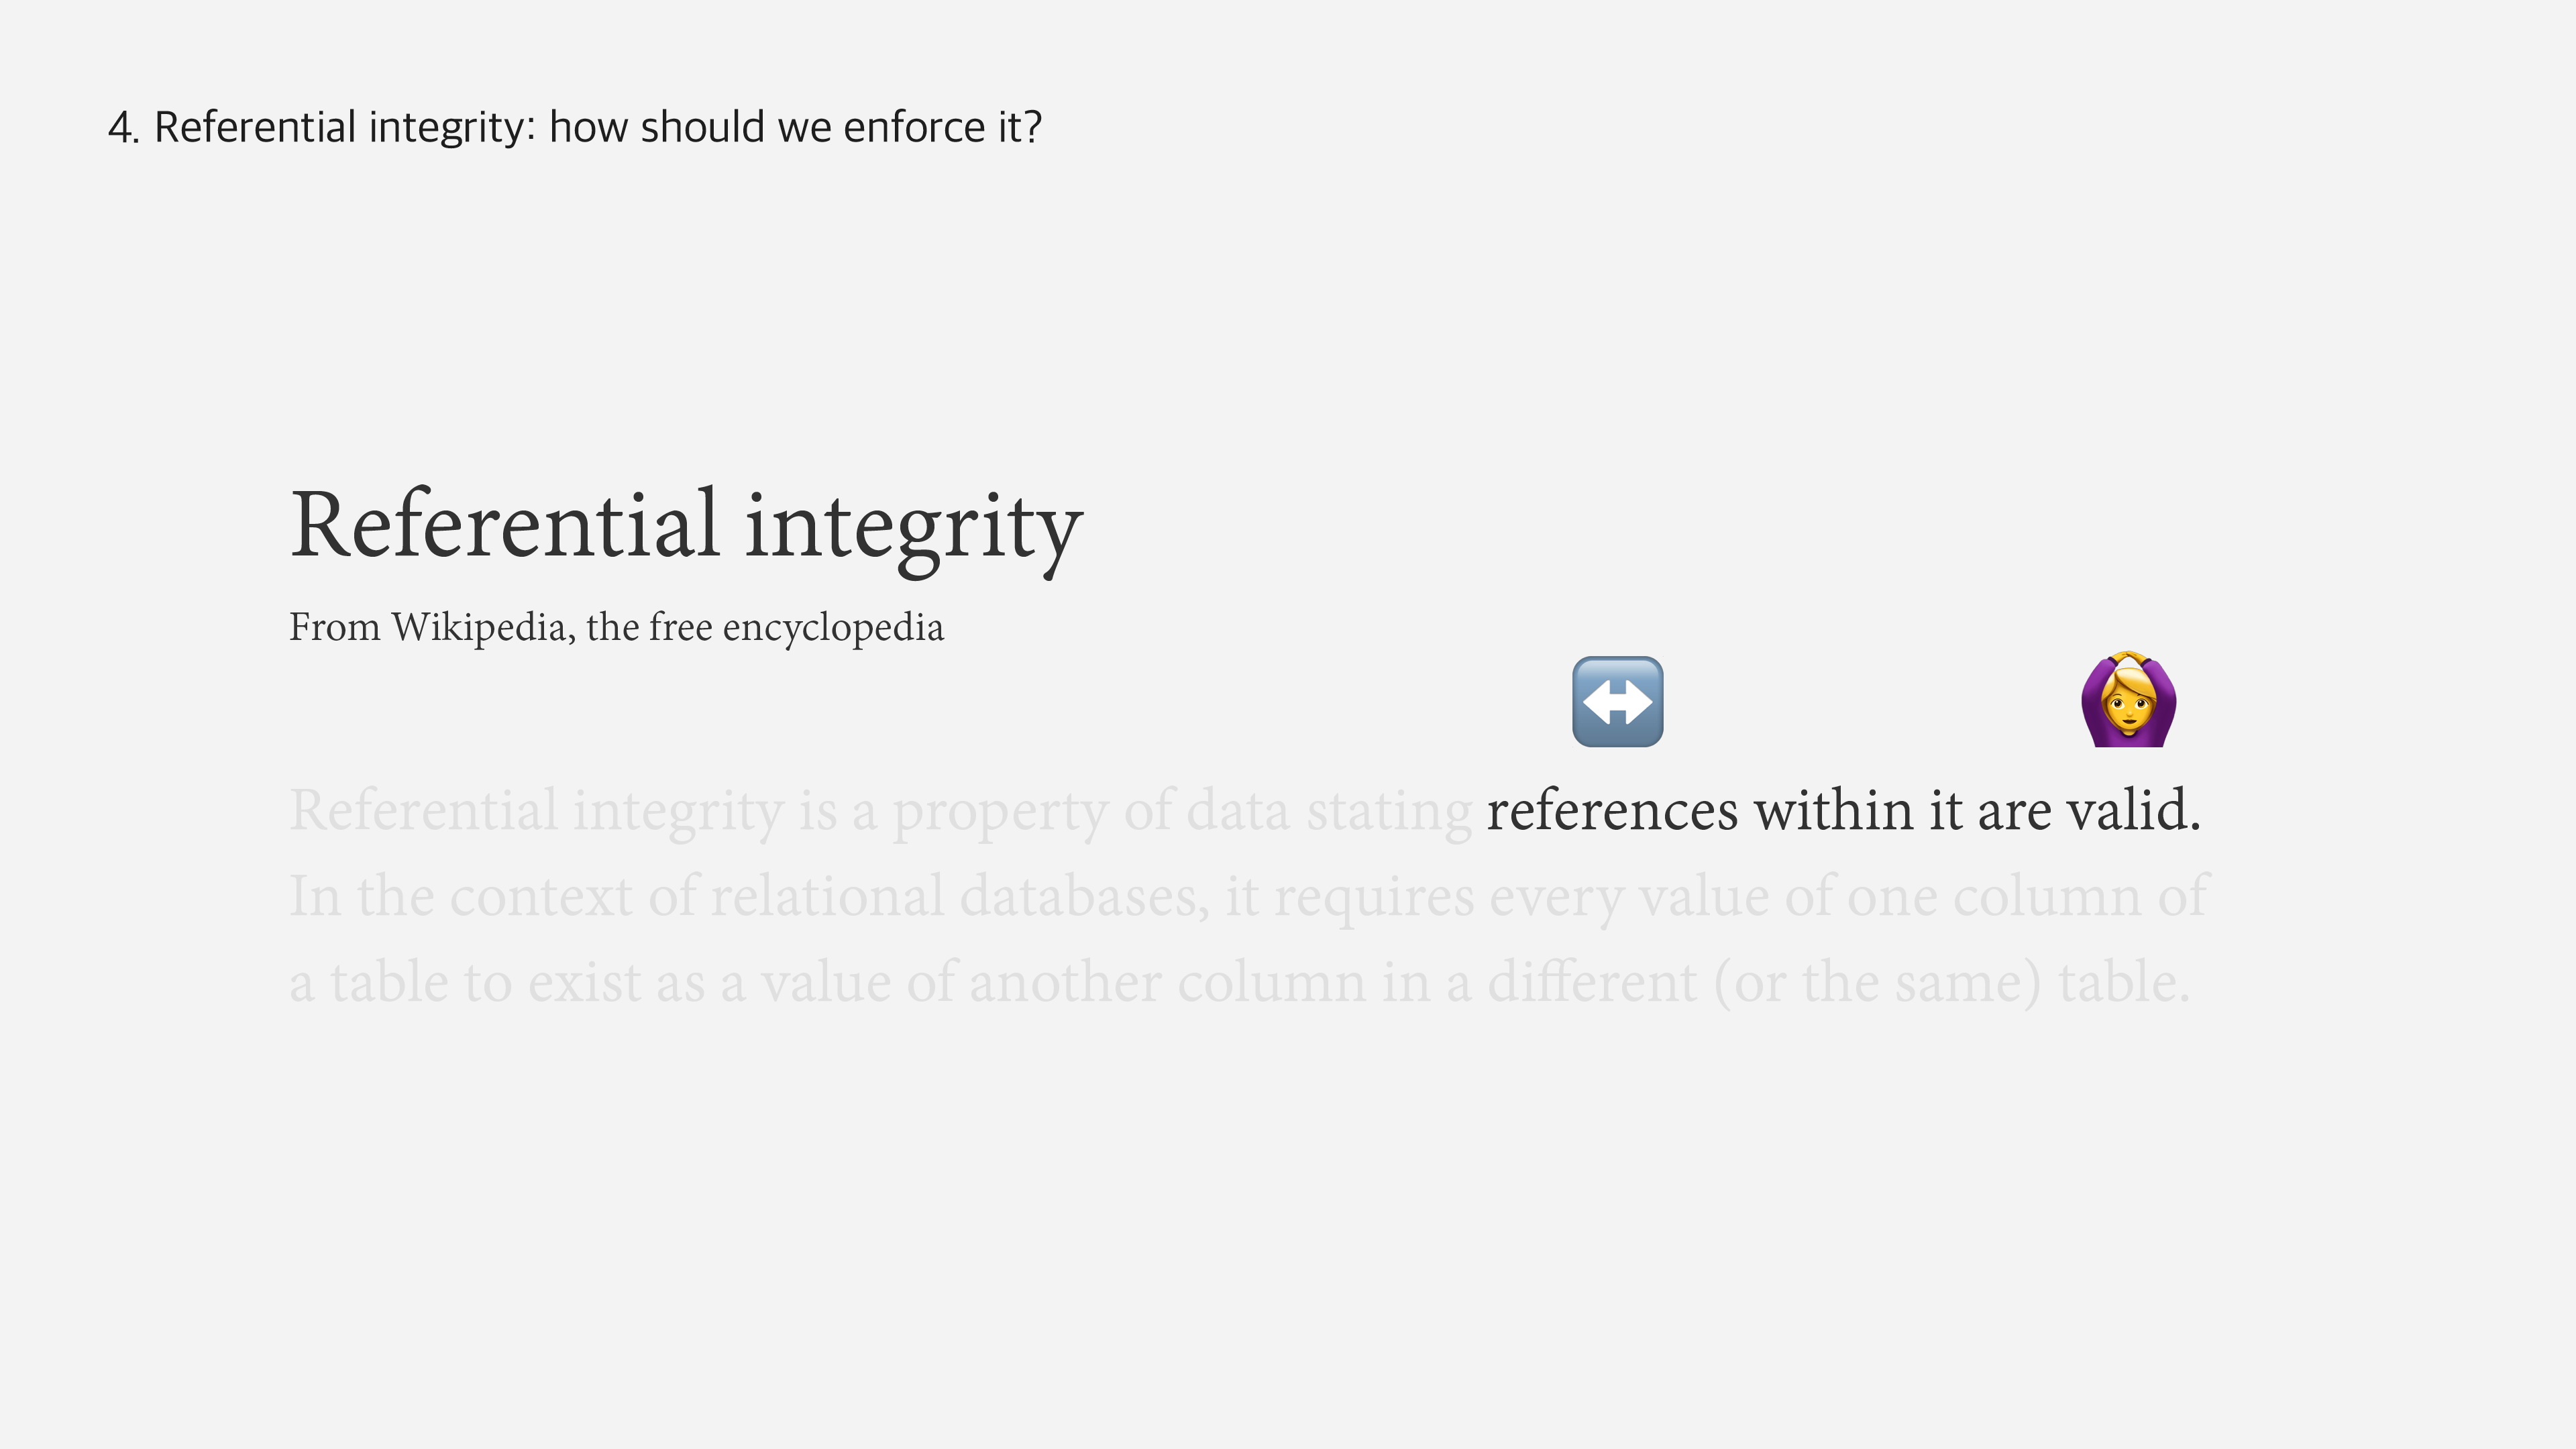 4. Referential integrity: how should we enforce it?
Referential integrity
From Wikipedia, the free encyclopedia
Referential integrity is a property of data stating references within it are valid.
In the context of relational databases, it requires every value of one column of
a table to exist as a value of another column in a different (or the same) table.